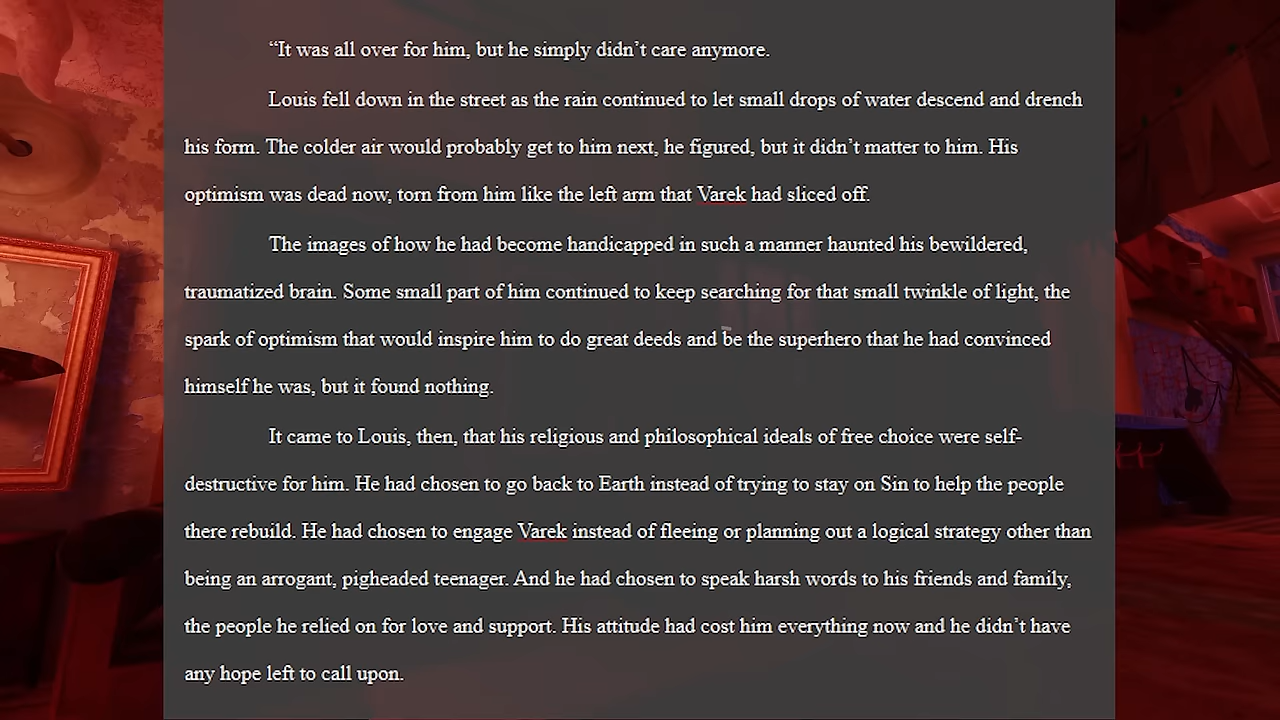 “It was all over for him, but he simply didn’t care anymore.
Louis fell down in the street as the rain continued to let small drops of water descend and drench
his form. The colder air would probably get to him next, he figured, but it didn’t matter to him. His
optimism was dead now, torn from him like the left arm that Varek had sliced off.
The images of how he had become handicapped in such a manner haunted his bewildered,
traumatized brain. Some small part of him continued to keep searching for that small twinkle of light, the
spark of optimism that would inspire him to do great deeds and be the superhero that he had convinced
himself he was, but it found nothing.
It came to Louis, then, that his religious and philosophical ideals of free choice were self-
destructive for him. He had chosen to go back to Earth instead of trying to stay on Sin to help the people
there rebuild. He had chosen to engage Varek instead of fleeing or planning out a logical strategy other than
being an arrogant, pigheaded teenager. And he had chosen to speak harsh words to his friends and family,
the people he relied on for love and support. His attitude had cost him everything now and he didn’t have
any hope left to call upon.